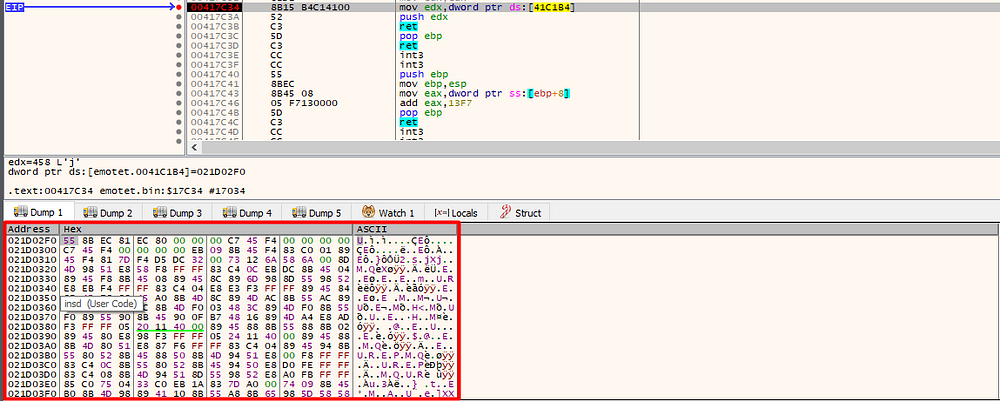 EIP 00417C34 8B15 B4C14100 mov edx,dword ptr ds:[41C1B4]
00417C3A 52 push edx
00417C3B C3 ret
00417C3C 5D pop ebp
00417C3D C3 ret
00417C3E CC int3
00417C3F CC int3
00417C40 55 push ebp
00417C41 8BEC mov ebp,esp
00417C43 8B45 08 mov eax,dword ptr ss:[ebp+8]
00417C46 05 F7130000 add eax,13F7
00417C4B 5D pop ebp
00417C4C C3 ret
00417C4D CC int3
edx=458 L'j'
dword ptr ds:[emotet.0041C1B4]=021D02F0
.text:00417C34 emotet.bin:$17C34 #17034
Dump 1 Dump 2 Dump 3 Dump 4 Dump 5 Watch 1 [x=] Locals Struct
Address Hex ASCII
021D02F0 55 8B EC 81 EC 80 00 00 00 C7 45 F4 00 00 00 00 U.ì.ì....ÇEô....
021D0300 C7 45 F4 00 00 00 00 EB 09 8B 45 F4 83 C0 01 89 ÇEô....ë..Eô.À..
021D0310 45 F4 81 7D F4 D5 DC 32 00 73 12 6A 58 6A 00 8D Eô.}ôÕÜ2.s.jXj..
021D0320 4D 98 51 E8 58 F8 FF FF 83 C4 0C EB DC 8B 45 04 M.QèXøÿÿ.Ä.ëÜ.E.
021D0330 89 45 F8 8B 45 08 89 45 8C 89 6D 98 8D 55 98 52 .Eø.E..E..m..U.R
021D0340 E8 EB F4 FF FF 83 C4 04 E8 E3 F3 FF FF 89 45 84 èëôÿÿ.Ä.èãóÿÿ.E.
021D0350 A0 8B 4D 8C 89 4D AC 8B 55 AC 89
insd (User Code) 8B 4D F0 03 48 3C 89 4D F0 8B 55
021D0370 F0 89 55 90 8B 45 90 0F B7 48 16 89 4D A4 E8 AD ð.U..E..·H..M¤è.
021D0380 F3 FF FF 05 20 11 40 00 89 45 88 8B 55 88 8B 02 óÿÿ. .@..E..U...
021D0390 89 45 80 E8 98 F3 FF FF 05 24 11 40 00 89 45 8C .E.è.óÿÿ.$.@..E.
021D03A0 8B 4D 80 51 E8 87 F6 FF FF 83 C4 04 89 45 94 8B .M.Qè.öÿÿ.Ä..E..
021D03B0 55 80 52 8B 45 88 50 8B 4D 94 51 E8 00 F8 FF FF U.R.E.P.M.Qè.øÿÿ
021D03C0 83 C4 0C 8B 55 80 52 8B 45 94 50 E8 D0 FE FF FF .Ä..U.R.E.PèÐþÿÿ
021D03D0 83 C4 08 8B 4D 94 51 8D 55 98 52 E8 A0 FB FF FF
021D03E0 85 C0 75 04 33 C0 EB 1A 83 7D A0 00 74 09 8B 45
021D03F0 B0 8B 4D 98 89 41 10 8B 55 A8 8B 65 98 5D 58 58